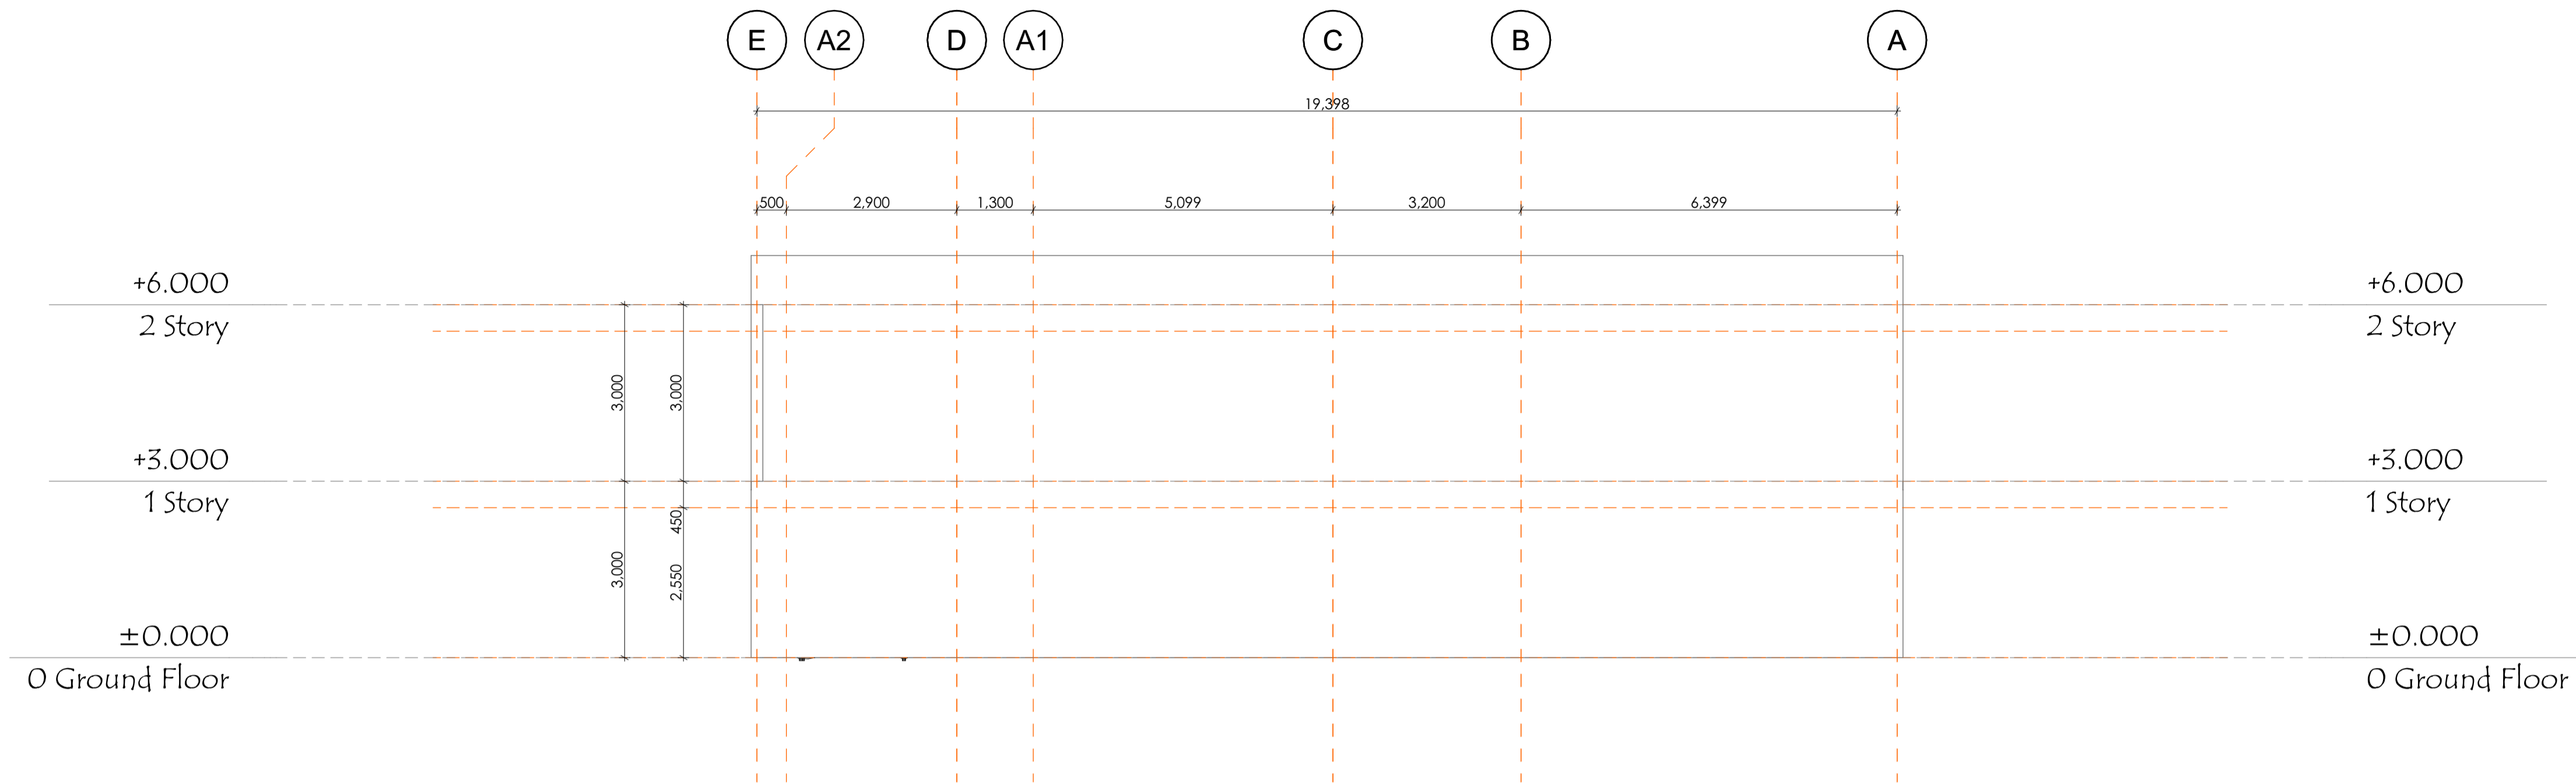 E A2 D A1 C B A
19,398
500 2,900 1,300 5,099 3,200 6,399
+6.000 +6.000
2 Story 2 Story
3,000 3,000
+3.000 +3.000
1 Story 1 Story
450
3,000 2,550
±0.000 ±0.000
0 Ground Floor 0 Ground Floor